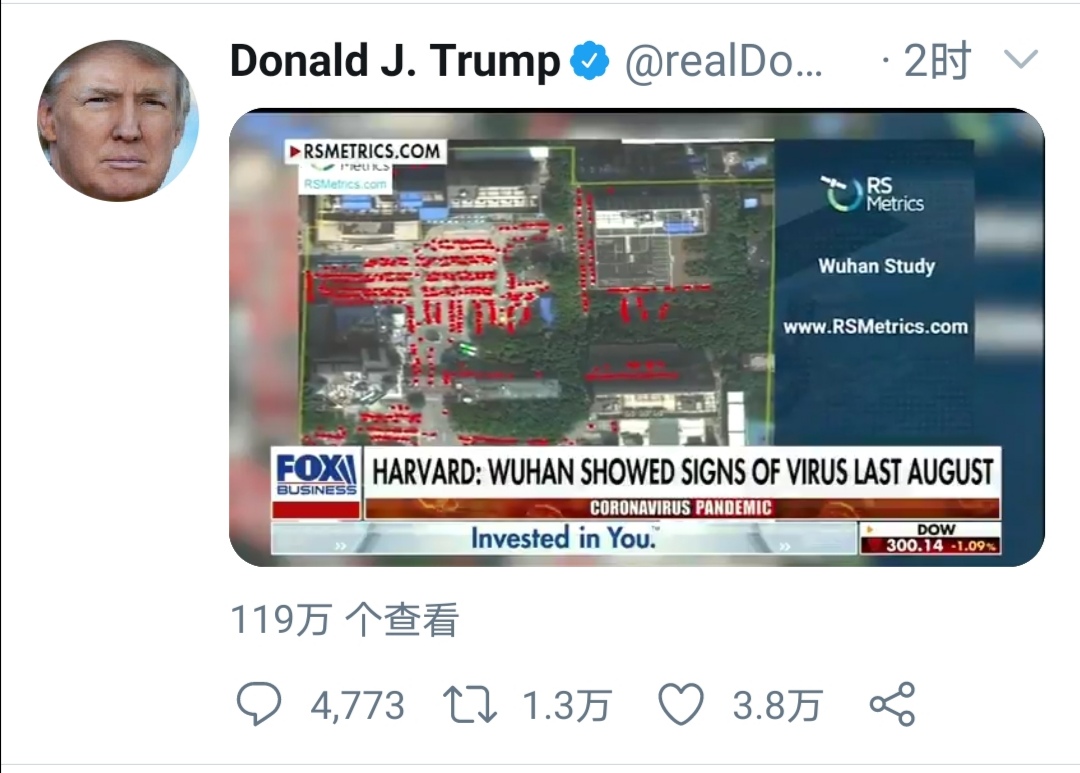 Donald J. Trump @realDo... · 2时
RSMETRICS.COM
Metrics
RSMetrics.com
RS
Metrics
Wuhan Study
www.RSMetrics.com
FOX
BUSINESS
HARVARD: WUHAN SHOWED SIGNS OF VIRUS LAST AUGUST
CORONAVIRUS PANDEMIC
Invested in You.™
DOW
300.14 -1.09%
119万 个查看
4,773 1.3万 3.8万